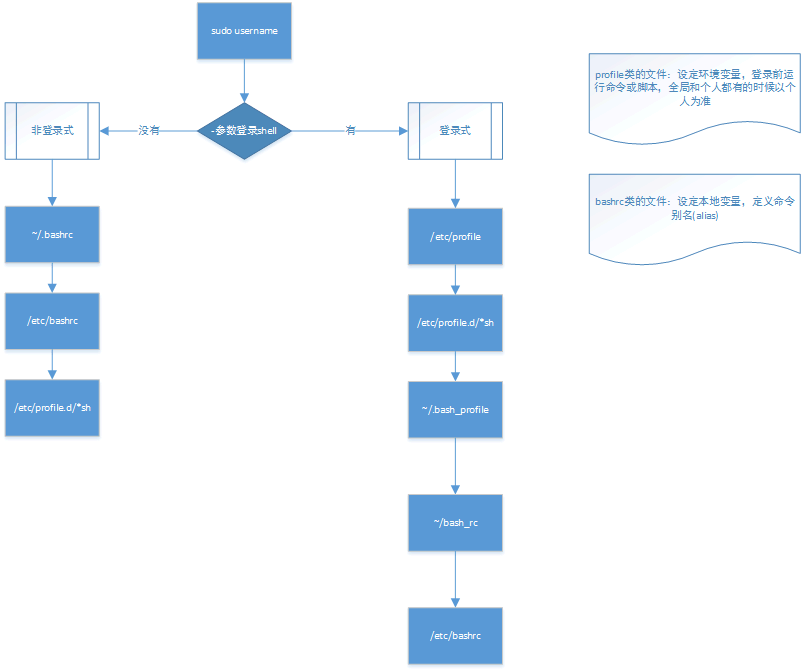 sudo username
-参数登录shell
没有
有
非登录式
登录式
~/.bashrc
/etc/bashrc
/etc/profile.d/*sh
/etc/profile
/etc/profile.d/*sh
~/.bash_profile
~/bash_rc
/etc/bashrc
profile类的文件：设定环境变量，登录前运
行命令或脚本，全局和个人都有的时候以个
人为准
bashrc类的文件：设定本地变量，定义命令
别名(alias)